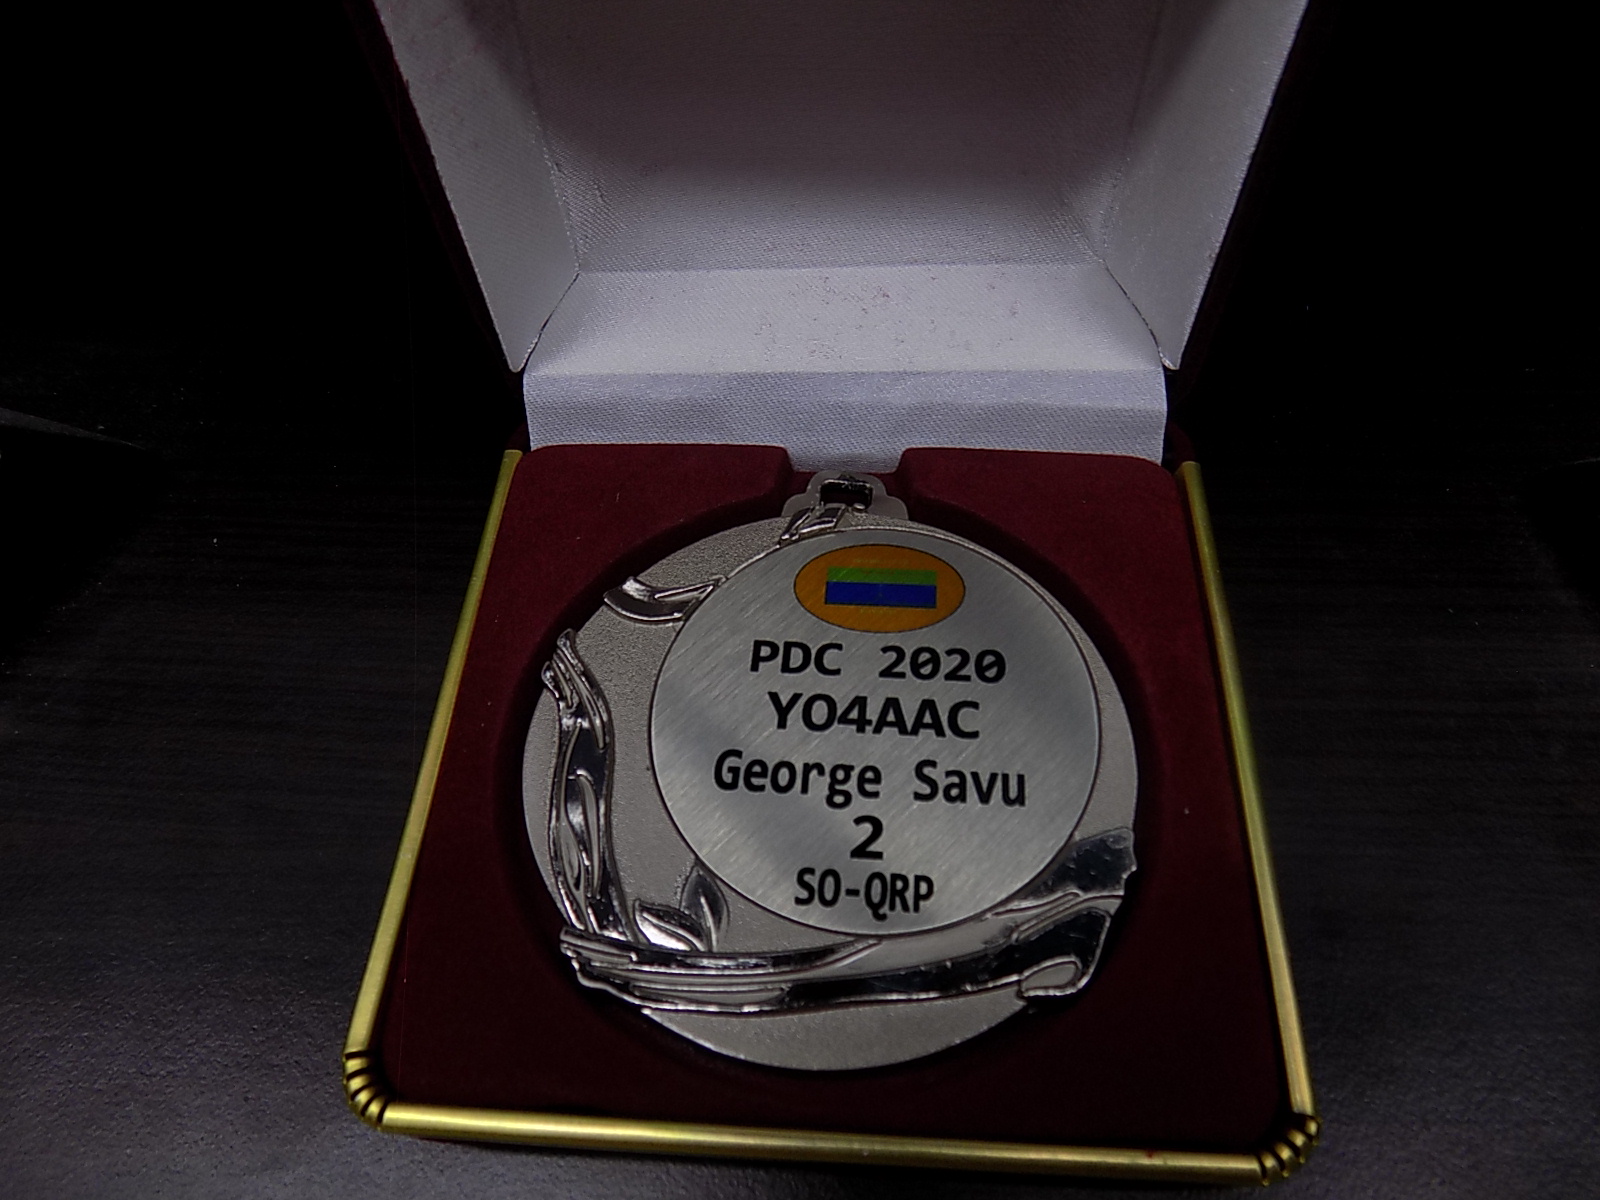 PDC 2020
YO4AAC
George Savu
2
SO-QRP